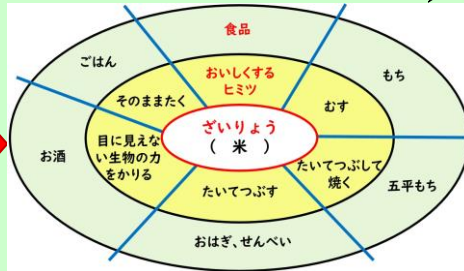 食品
ごはん
もち
おいしくする
ヒミツ
そのままたく
むす
ざいりょう
（ 米 ）
目に見えな
い生物の力
をかりる
お酒
たいてつぶして
焼く
五平もち
たいてつぶす
おはぎ、せんべい